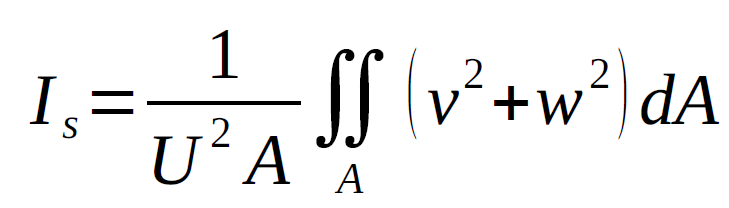 I_s = \frac{1}{U^2 A} \iint_A (v^2 + w^2) dA